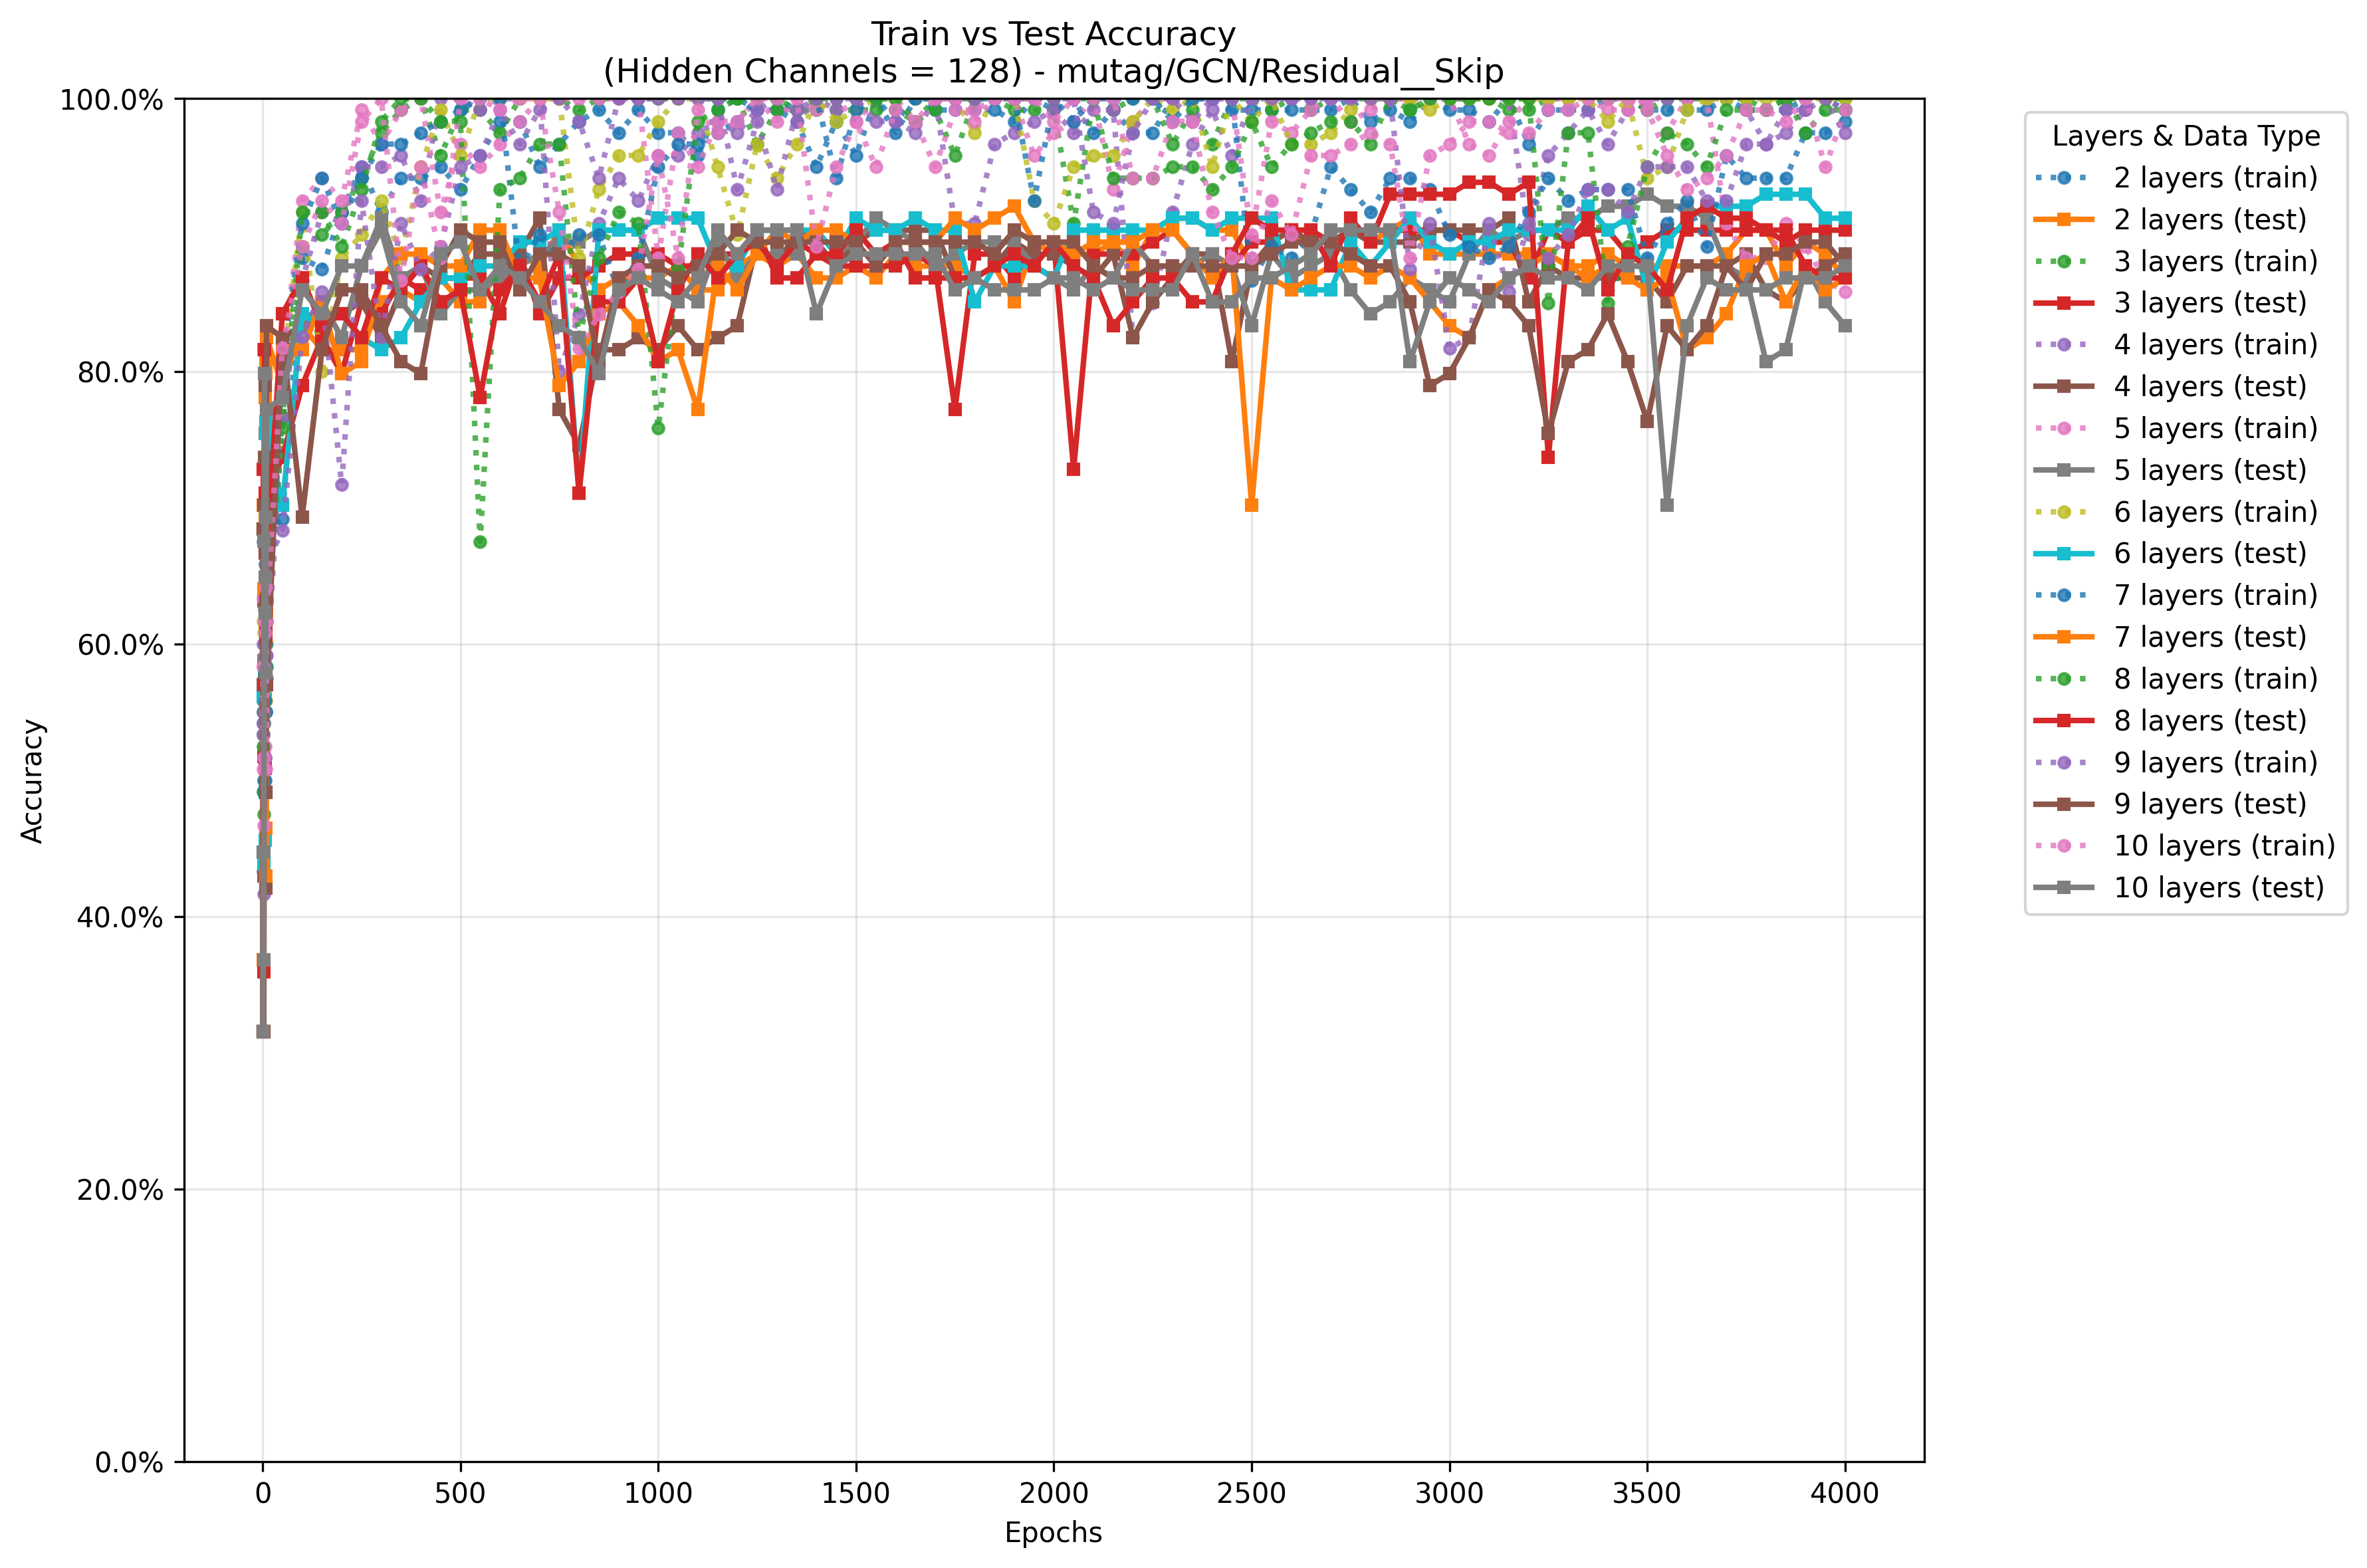 Train vs Test Accuracy
(Hidden Channels = 128) - mutag/GCN/Residual__Skip
100.0%
80.0%
60.0%
40.0%
20.0%
0.0%
Accuracy
0
500
1000
1500
2000
2500
3000
3500
4000
Epochs
Layers & Data Type
2 layers (train)
2 layers (test)
3 layers (train)
3 layers (test)
4 layers (train)
4 layers (test)
5 layers (train)
5 layers (test)
6 layers (train)
6 layers (test)
7 layers (train)
7 layers (test)
8 layers (train)
8 layers (test)
9 layers (train)
9 layers (test)
10 layers (train)
10 layers (test)